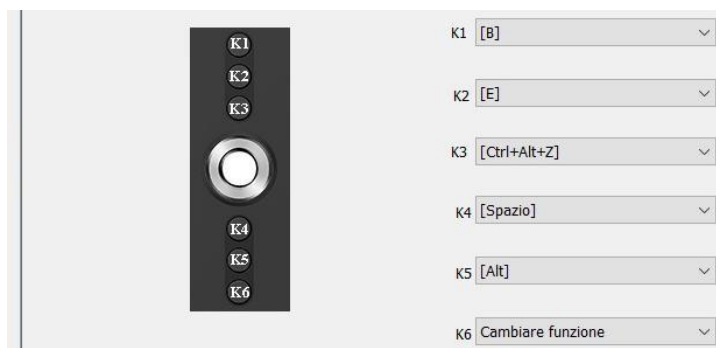 K1
K2
K3
K4
K5
K6
K1 [B]
K2 [E]
K3 [Ctrl+Alt+Z]
K4 [Spazio]
K5 [Alt]
K6 Cambiare funzione